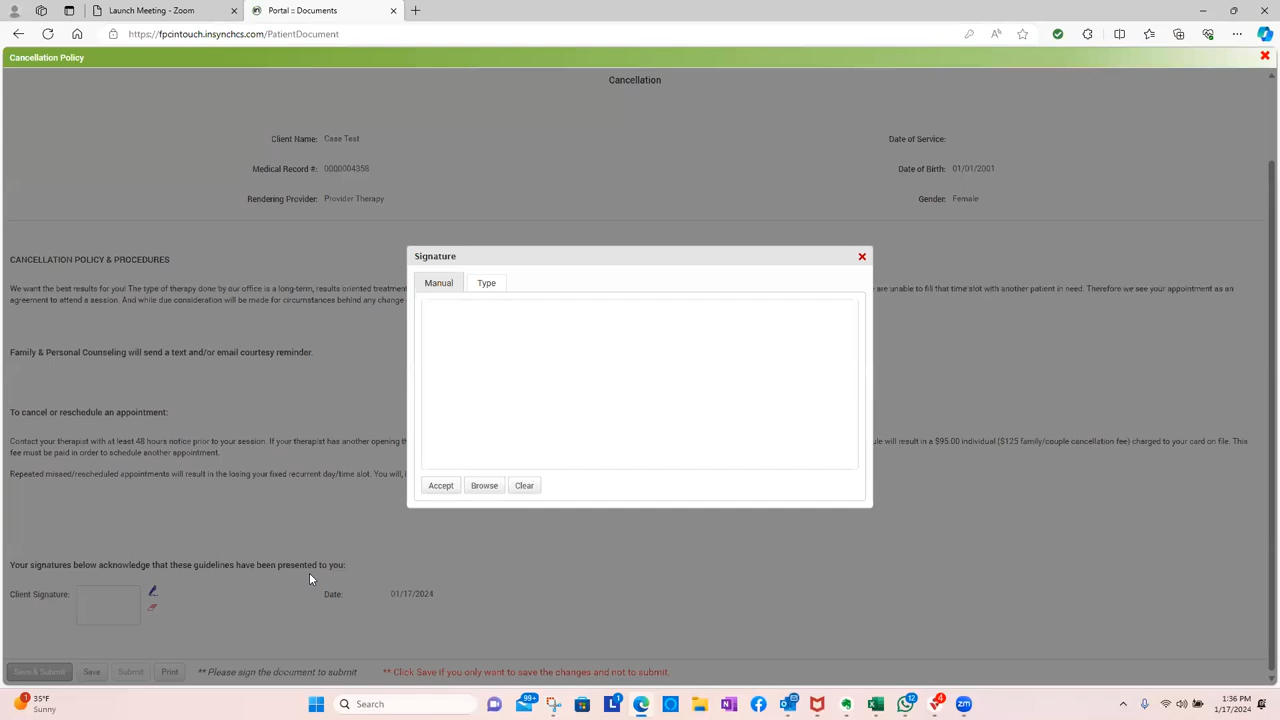 Launch Meeting - Zoom
Portal :: Documents
https://fpcintouch.insynchcs.com/PatientDocument
Cancellation Policy
Cancellation
Client Name: Case Test
Date of Service:
Medical Record #: 0000004358
Date of Birth: 01/01/2001
Rendering Provider: Provider Therapy
Gender: Female
Signature
Manual
Type
Accept
Browse
Clear
CANCELLATION POLICY & PROCEDURES
We want the best results for you! The type of therapy done by our office is a long-term, results oriented treatment
are unable to fill that time slot with another patient in need. Therefore we see your appointment as an
agreement to attend a session. And while due consideration will be made for circumstances behind any change
Family & Personal Counseling will send a text and/or email courtesy reminder.
To cancel or reschedule an appointment:
Contact your therapist with at least 48 hours notice prior to your session. If your therapist has another opening
will result in a $95.00 individual ($125 family/couple cancellation fee) charged to your card on file. This
fee must be paid in order to schedule another appointment.
Repeated missed/rescheduled appointments will result in the losing your fixed recurrent day/time slot. You will,
Your signatures below acknowledge that these guidelines have been presented to you:
Client Signature:
Date: 01/17/2024
Save & Submit
Save
Submit
Print
** Please sign the document to submit
** Click Save if you only want to save the changes and not to submit.
35°F
Sunny
Search
99+
12
4
1:36 PM
1/17/2024